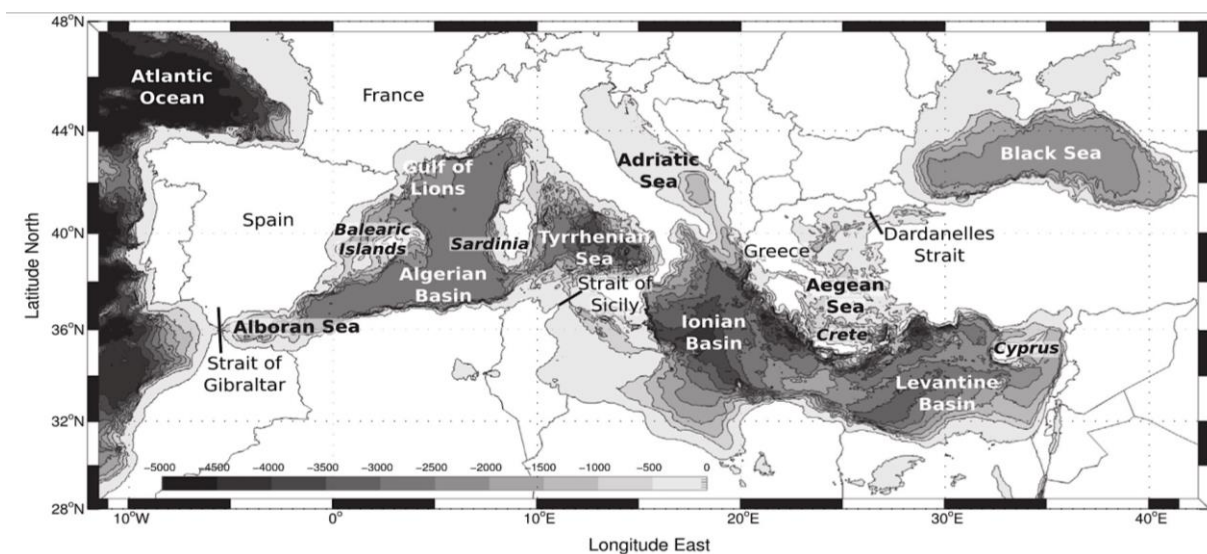 48°N
Atlantic
Ocean
France
44°N
Gulf of
Lions
Adriatic
Sea
Black Sea
Spain
Balearic
Islands
Sardinia
Tyrrhenian
Sea
Greece
Dardanelles
Strait
40°N
Latitude North
Algerian
Basin
Strait of
Sicily
Aegean
Sea
36°N
Alboran Sea
Ionian
Basin
Crete
Cyprus
Strait of
Gibraltar
Levantine
Basin
32°N
−5000 −4500 −4000 −3500 −3000 −2500 −2000 −1500 −1000 −500 0
28°N
10°W 0° 10°E 20°E 30°E 40°E
Longitude East